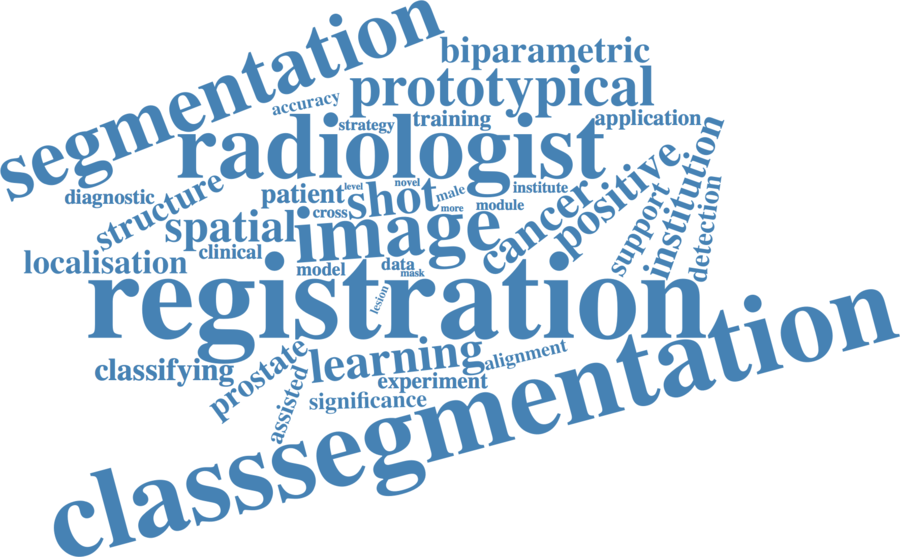 segmentation
biparametric
prototypical
accuracy
strategy
training
application
radiologist
diagnostic
structure
patient
level
novel
shot
male
more
institute
module
cross
spatial
image
cancer
positive
support
institution
detection
localisation
clinical
model
data
mask
lesion
registration
classifying
prostate
learning
alignment
assisted
experiment
significance
classsegmentation